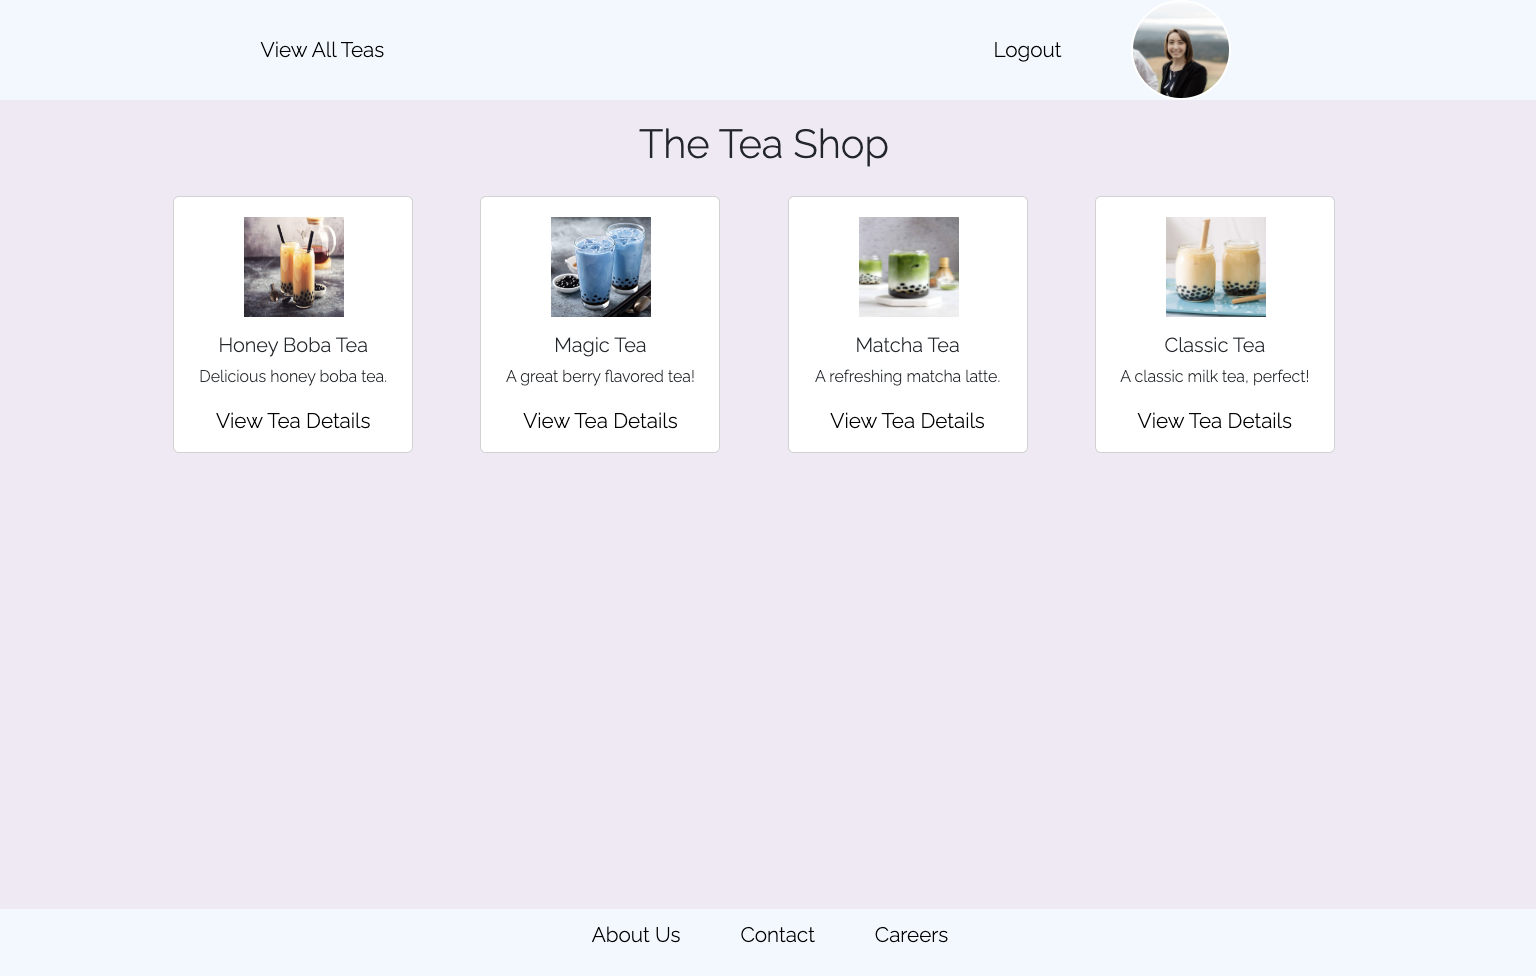 View All Teas
Logout
The Tea Shop
Honey Boba Tea
Delicious honey boba tea.
View Tea Details
Magic Tea
A great berry flavored tea!
View Tea Details
Matcha Tea
A refreshing matcha latte.
View Tea Details
Classic Tea
A classic milk tea, perfect!
View Tea Details
About Us
Contact
Careers